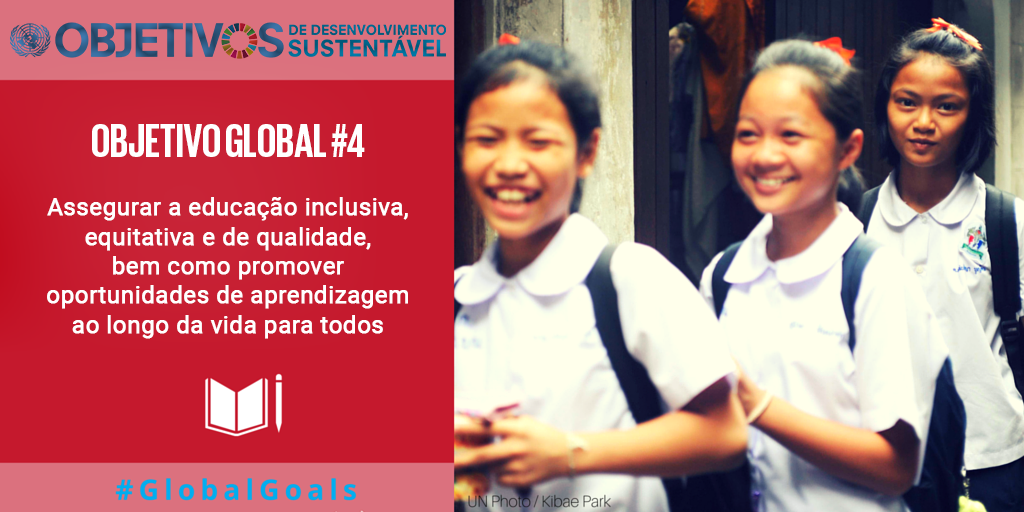 OBJETIVOS
DE DESENVOLVIMENTO
SUSTENTÁVEL
OBJETIVO GLOBAL #4
Assegurar a educação inclusiva,
equitativa e de qualidade,
bem como promover
oportunidades de aprendizagem
ao longo da vida para todos
#GlobalGoals
UN Photo / Kibae Park